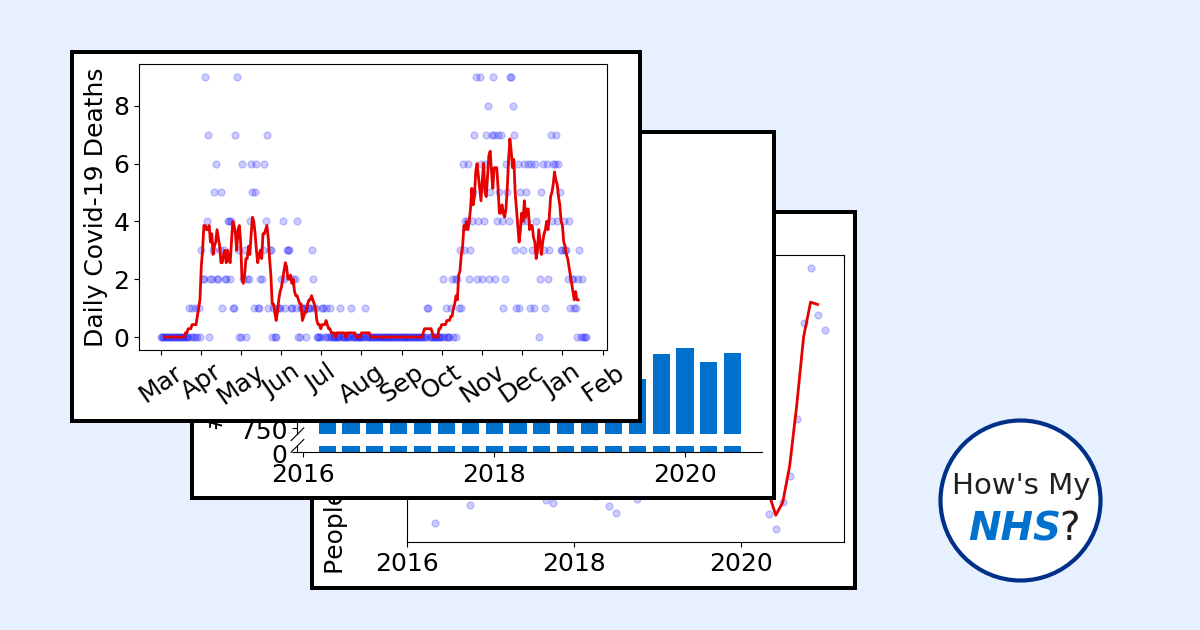 Daily Covid-19 Deaths
8
6
4
2
0
Mar Apr May Jun Jul Aug Sep Oct Nov Dec Jan Feb
750
0
2016 2018 2020
People
2016 2018 2020
How's My
NHS?